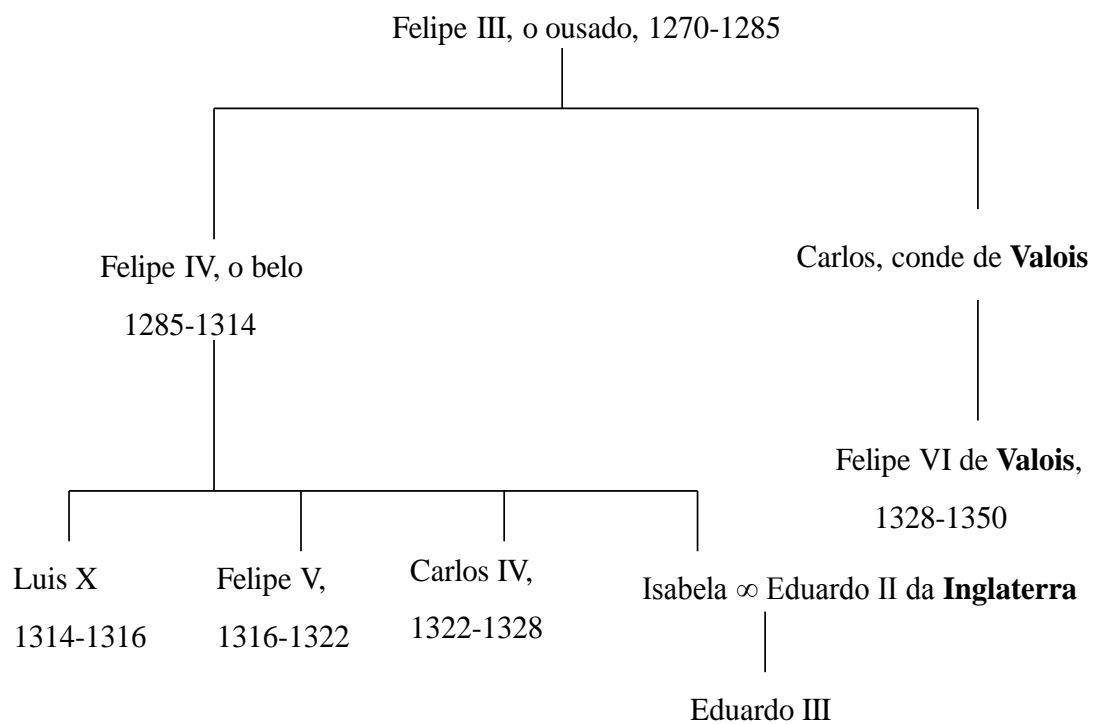 Felipe III, o ousado, 1270-1285
Felipe IV, o belo
1285-1314
Carlos, conde de Valois
Felipe VI de Valois,
1328-1350
Luis X
1314-1316
Felipe V,
1316-1322
Carlos IV,
1322-1328
Isabela ∞ Eduardo II da Inglaterra
Eduardo III